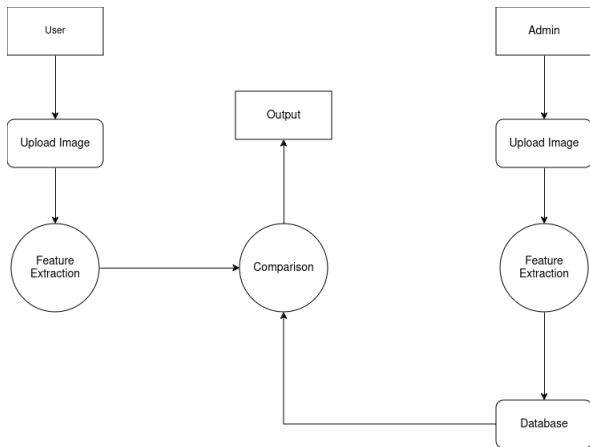 User
Admin
Output
Upload Image
Upload Image
Feature
Extraction
Comparison
Feature
Extraction
Database